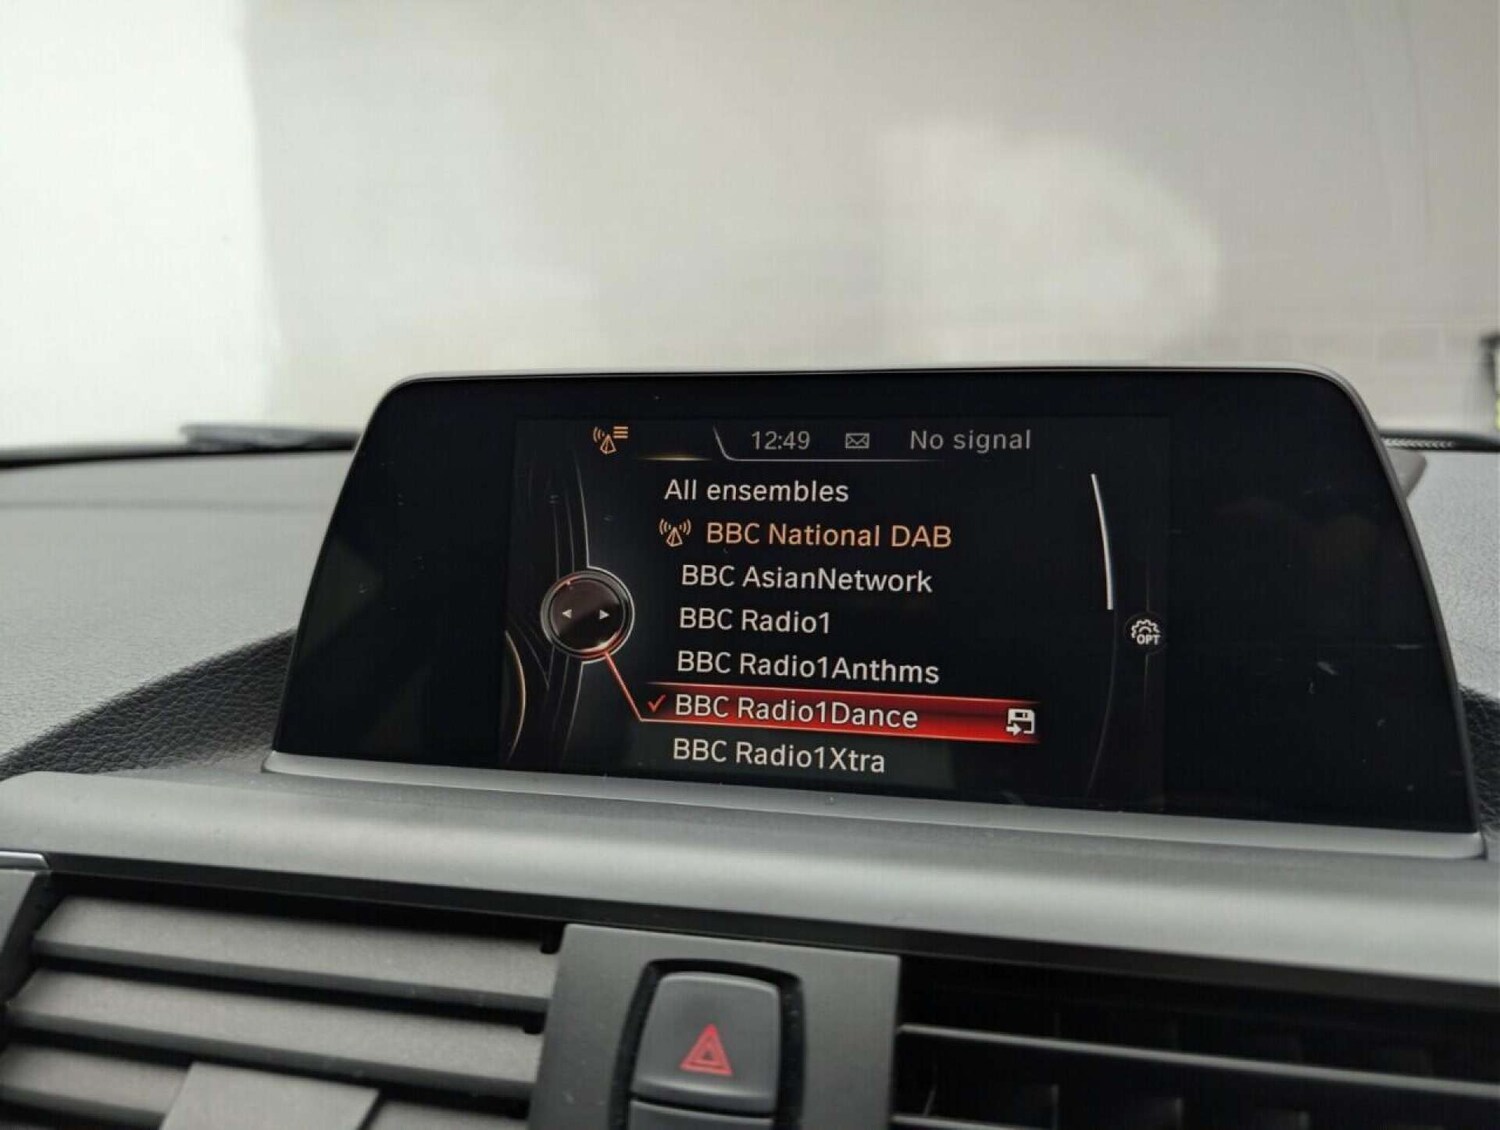 12:49 No signal
All ensembles
BBC National DAB
BBC AsianNetwork
BBC Radio1
BBC Radio1Anthms
BBC Radio1Dance
BBC Radio1Xtra
OPT